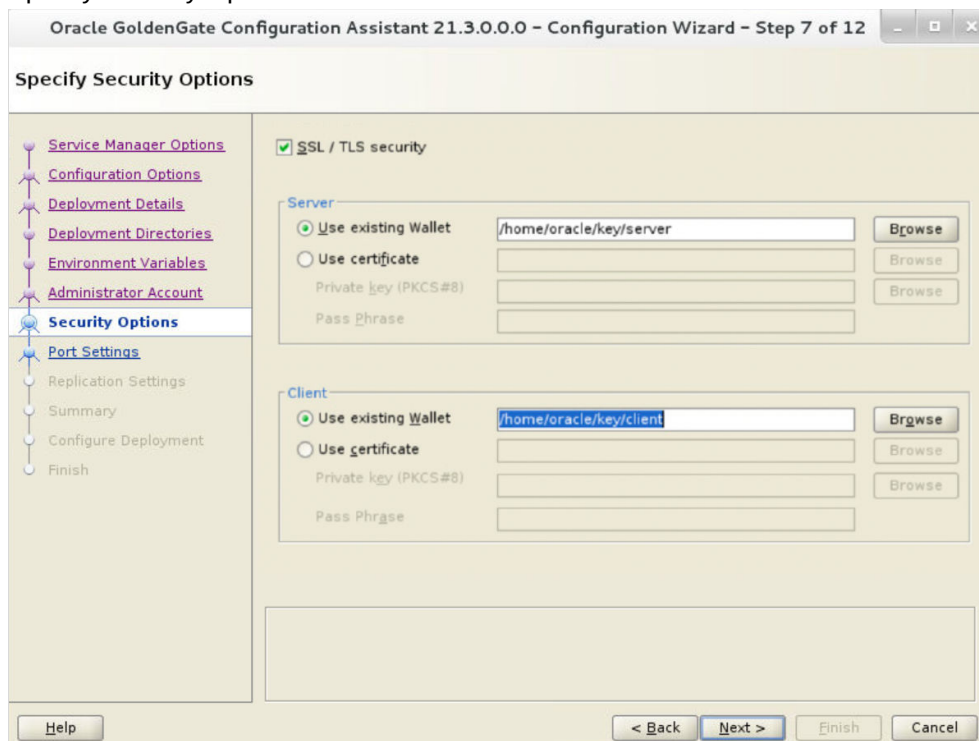 Oracle GoldenGate Configuration Assistant 21.3.0.0.0 – Configuration Wizard – Step 7 of 12
Specify Security Options
Service Manager Options
Configuration Options
Deployment Details
Deployment Directories
Environment Variables
Administrator Account
Security Options
Port Settings
Replication Settings
Summary
Configure Deployment
Finish
SSL / TLS security
Server
Use existing Wallet /home/oracle/key/server Browse
Use certificate Browse
Private key (PKCS#8) Browse
Pass Phrase
Client
Use existing Wallet /home/oracle/key/client Browse
Use certificate Browse
Private key (PKCS#8) Browse
Pass Phrase
Help < Back Next > Finish Cancel